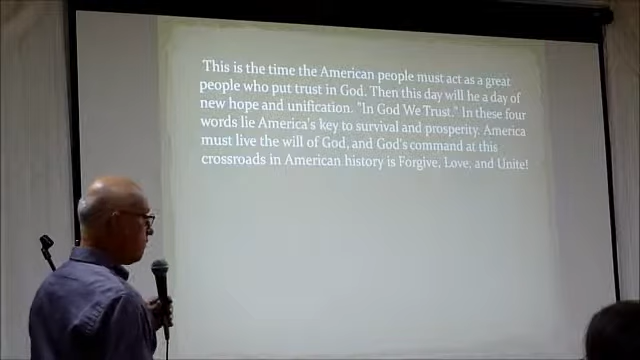 This is the time the American people must act as a great
people who put trust in God. Then this day will he a day of
new hope and unification. "In God We Trust." In these four
words lie America's key to survival and prosperity. America
must live the will of God, and God's command at this
crossroads in American history is Forgive, Love, and Unite!